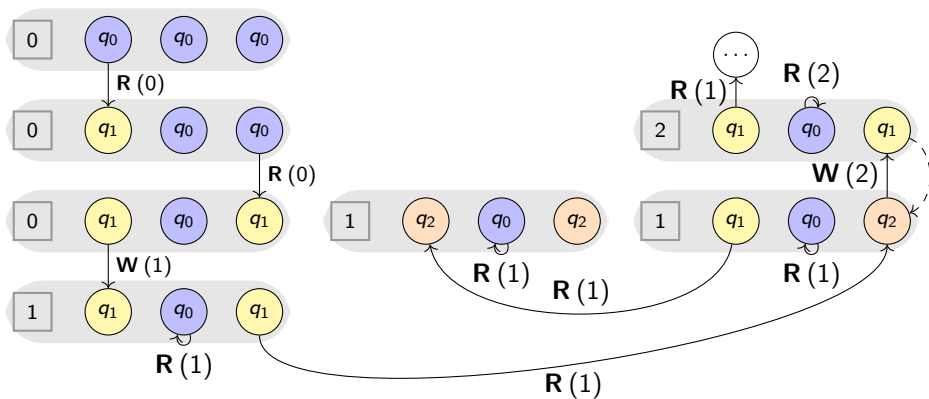 0 q₀ q₀ q₀
R (0)
0 q₁ q₀ q₀
R (0)
0 q₁ q₀ q₁
W (1)
1 q₁ q₀ q₁
R (1)
R (1)
1 q₂ q₀ q₂
R (1)
R (1)
...
R (1) R (2)
2 q₁ q₀ q₁
W (2)
1 q₁ q₀ q₂
R (1)